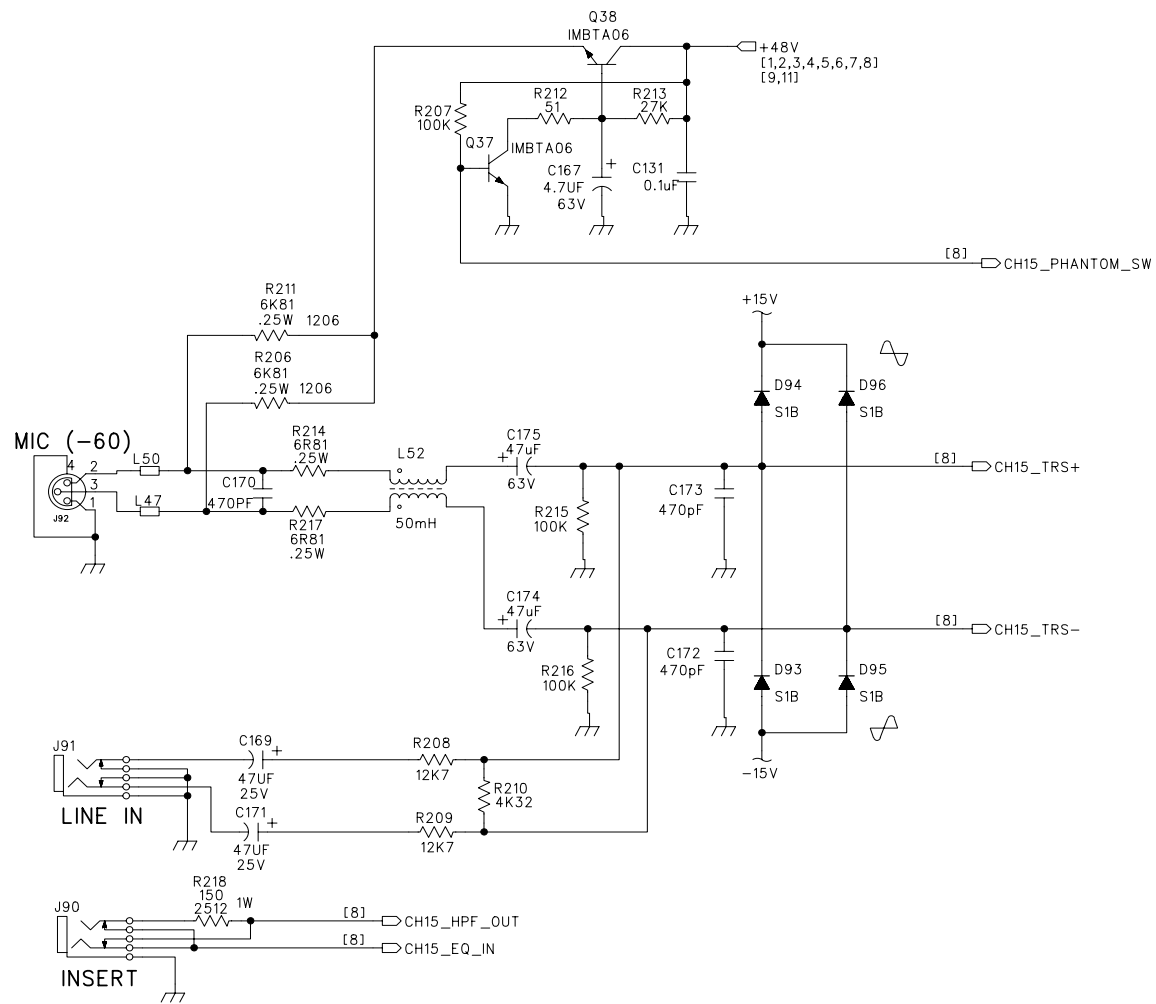 Q38
IMBTA06
+48V
[1,2,3,4,5,6,7,8]
[9,11]
R207
100K
R212
51
R213
27K
Q37
IMBTA06
+
C167
4.7UF
63V
C131
0.1uF
[8]
CH15_PHANTOM_SW
R211
6K81
.25W
1206
R206
6K81
.25W
1206
+15V
D94
S1B
D96
S1B
MIC (-60)
4
2
3
1
J92
L50
L47
C170
470PF
R214
6R81
.25W
R217
6R81
.25W
L52
50mH
C175
47uF
+
63V
R215
100K
C173
470pF
[8]
CH15_TRS+
C174
47uF
+
63V
R216
100K
C172
470pF
[8]
CH15_TRS-
D93
S1B
D95
S1B
-15V
J91
LINE IN
C169
+
47UF
25V
C171
+
47UF
25V
R208
12K7
R210
4K32
R209
12K7
J90
INSERT
R218
150
2512
1W
[8]
CH15_HPF_OUT
[8]
CH15_EQ_IN